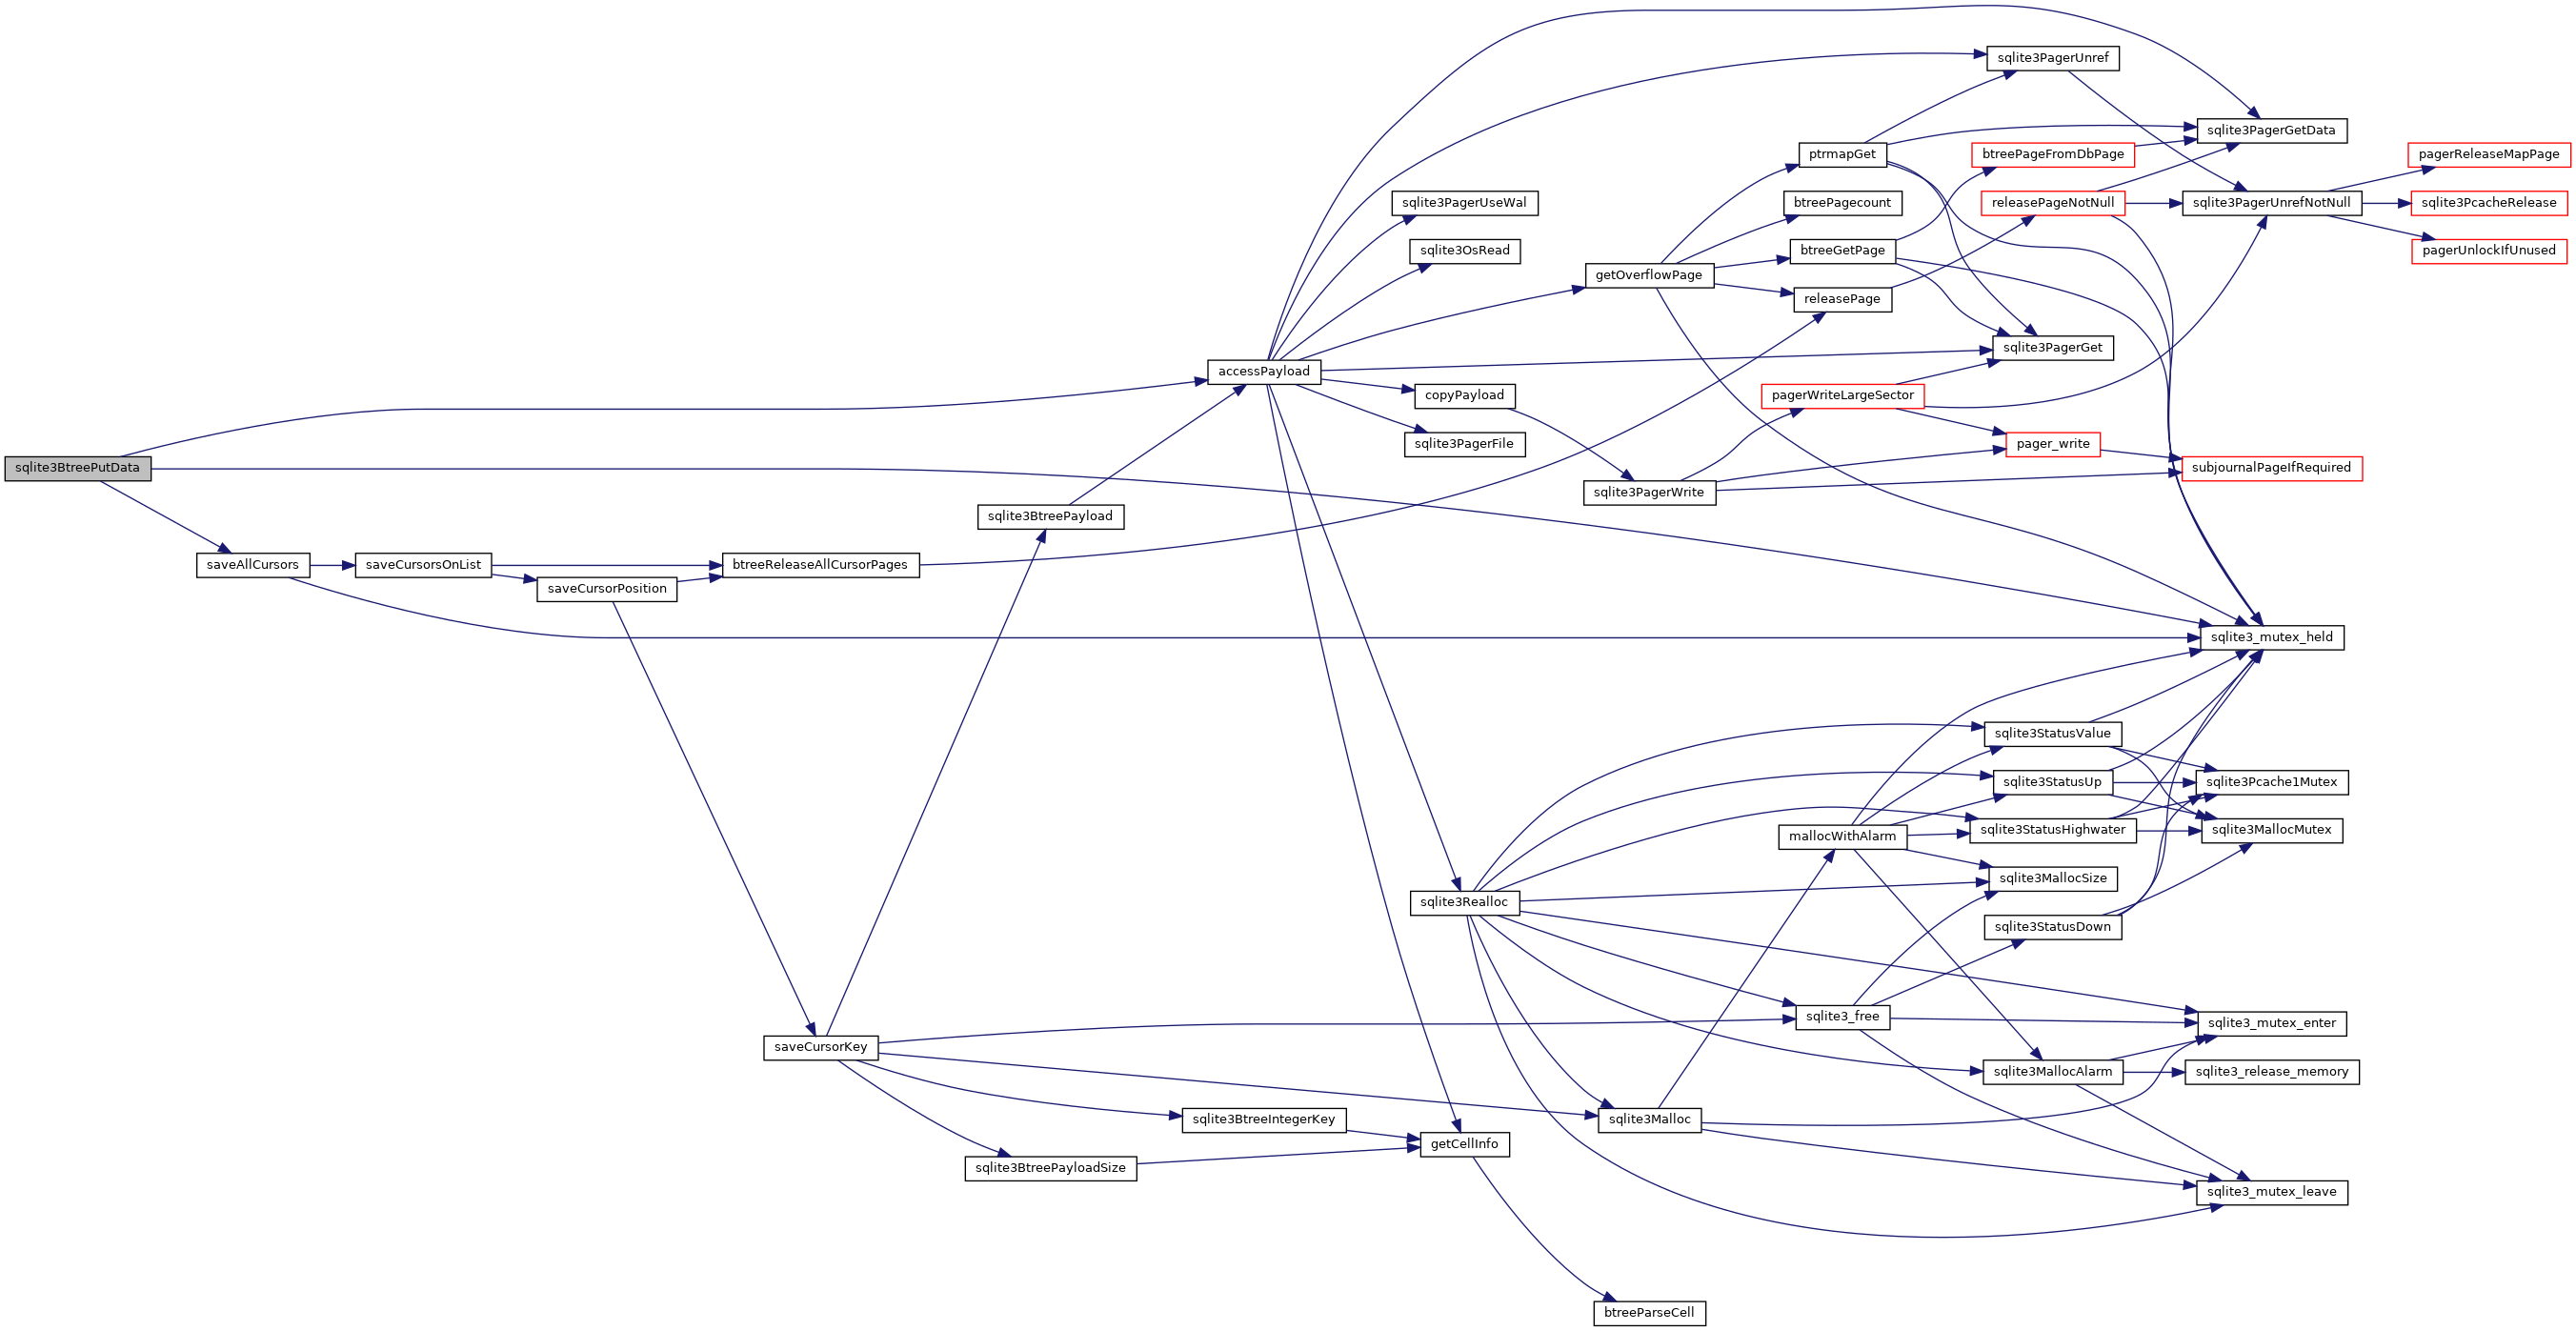 sqlite3BtreePutData
saveAllCursors
saveCursorsOnList
saveCursorPosition
btreeReleaseAllCursorPages
saveCursorKey
sqlite3BtreePayload
sqlite3BtreePayloadSize
accessPayload
sqlite3BtreeIntegerKey
sqlite3PagerUseWal
sqlite3OsRead
copyPayload
sqlite3PagerFile
sqlite3Realloc
getCellInfo
getOverflowPage
sqlite3PagerWrite
sqlite3Malloc
btreeParseCell
ptrmapGet
btreePagecount
btreeGetPage
releasePage
pagerWriteLargeSector
mallocWithAlarm
sqlite3_free
sqlite3PagerUnref
btreePageFromDbPage
releasePageNotNull
sqlite3PagerGet
pager_write
sqlite3StatusValue
sqlite3StatusUp
sqlite3StatusHighwater
sqlite3MallocSize
sqlite3StatusDown
sqlite3MallocAlarm
sqlite3PagerGetData
sqlite3PagerUnrefNotNull
subjournalPageIfRequired
sqlite3_mutex_held
sqlite3Pcache1Mutex
sqlite3MallocMutex
sqlite3_mutex_enter
sqlite3_release_memory
sqlite3_mutex_leave
pagerReleaseMapPage
sqlite3PcacheRelease
pagerUnlockIfUnused